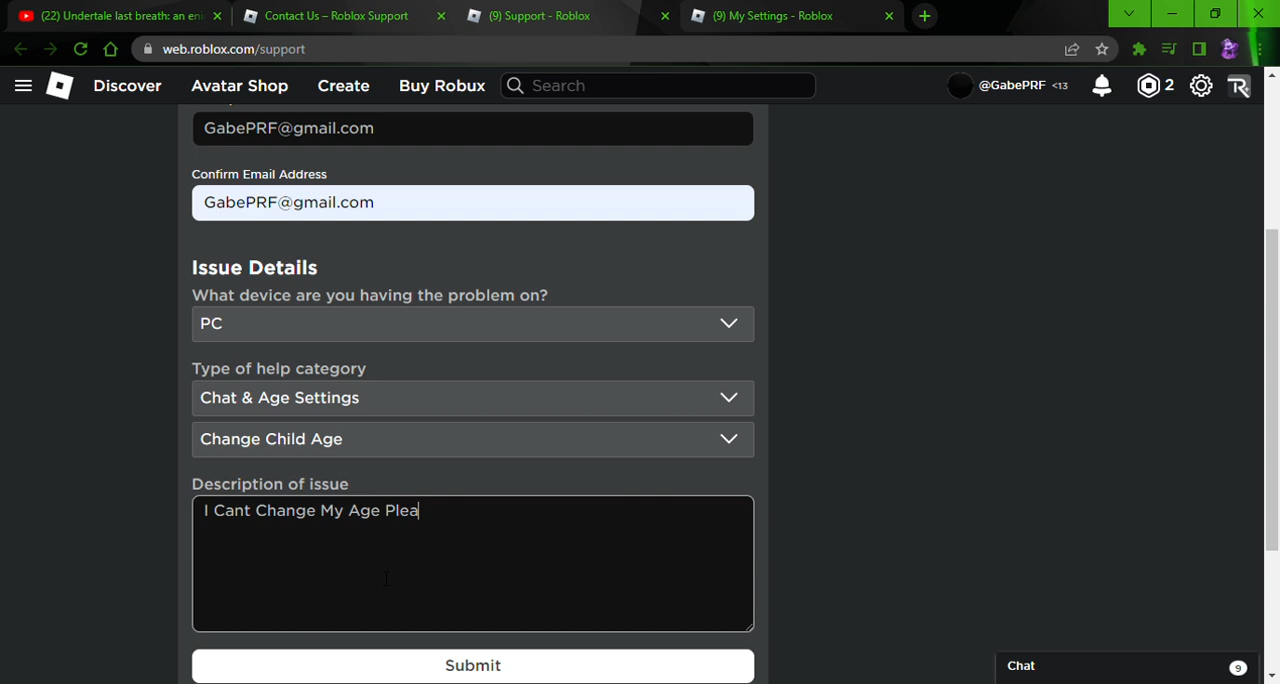 (22) Undertale last breath: an en
Contact Us – Roblox Support
(9) Support - Roblox
(9) My Settings - Roblox
web.roblox.com/support
Discover
Avatar Shop
Create
Buy Robux
Search
@GabePRF <13
2
GabePRF@gmail.com
Confirm Email Address
GabePRF@gmail.com
Issue Details
What device are you having the problem on?
PC
Type of help category
Chat & Age Settings
Change Child Age
Description of issue
I Cant Change My Age Plea
Submit
Chat
9